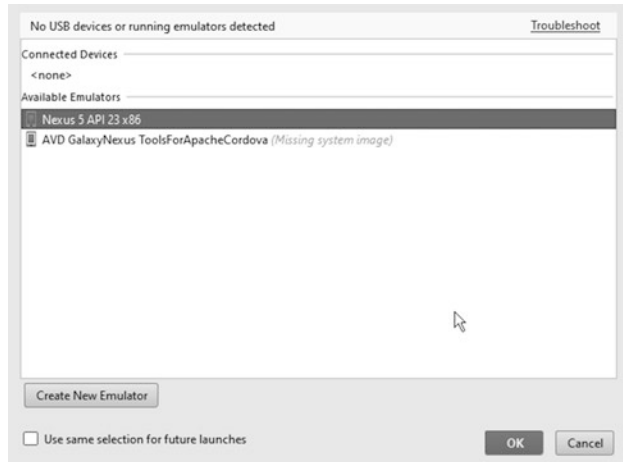 No USB devices or running emulators detected Troubleshoot
Connected Devices
<none>
Available Emulators
Nexus 5 API 23 x86
AVD GalaxyNexus ToolsForApacheCordova (Missing system image)
Create New Emulator
Use same selection for future launches OK Cancel